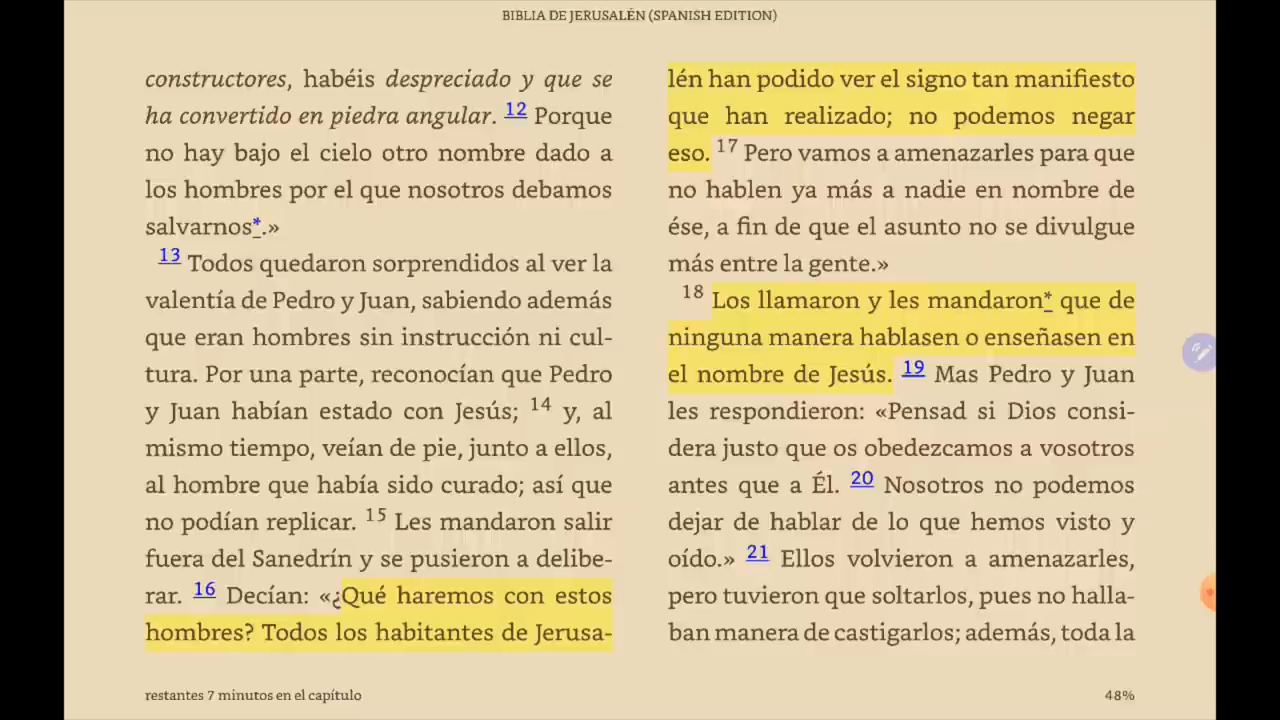 BIBLIA DE JERUSALÉN (SPANISH EDITION)
constructores, habéis despreciado y que se
ha convertido en piedra angular. 12 Porque
no hay bajo el cielo otro nombre dado a
los hombres por el que nosotros debamos
salvarnos*.»
13 Todos quedaron sorprendidos al ver la
valentía de Pedro y Juan, sabiendo además
que eran hombres sin instrucción ni cul-
tura. Por una parte, reconocían que Pedro
y Juan habían estado con Jesús; 14 y, al
mismo tiempo, veían de pie, junto a ellos,
al hombre que había sido curado; así que
no podían replicar. 15 Les mandaron salir
fuera del Sanedrín y se pusieron a delibe-
rar. 16 Decían: «¿Qué haremos con estos
hombres? Todos los habitantes de Jerusa-
lén han podido ver el signo tan manifiesto
que han realizado; no podemos negar
eso. 17 Pero vamos a amenazarles para que
no hablen ya más a nadie en nombre de
ése, a fin de que el asunto no se divulgue
más entre la gente.»
18 Los llamaron y les mandaron* que de
ninguna manera hablasen o enseñasen en
el nombre de Jesús. 19 Mas Pedro y Juan
les respondieron: «Pensad si Dios consi-
dera justo que os obedezcamos a vosotros
antes que a Él. 20 Nosotros no podemos
dejar de hablar de lo que hemos visto y
oído.» 21 Ellos volvieron a amenazarles,
pero tuvieron que soltarlos, pues no halla-
ban manera de castigarlos; además, toda la
restantes 7 minutos en el capítulo
48%